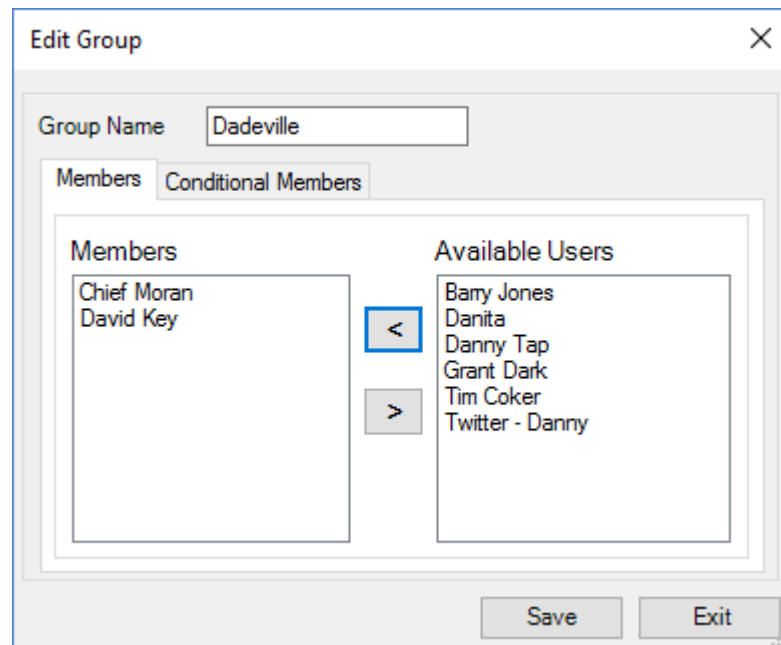 Edit Group
Group Name Dadeville
Members Conditional Members
Members
Chief Moran
David Key
<
>
Available Users
Barry Jones
Danita
Danny Tap
Grant Dark
Tim Coker
Twitter - Danny
Save Exit